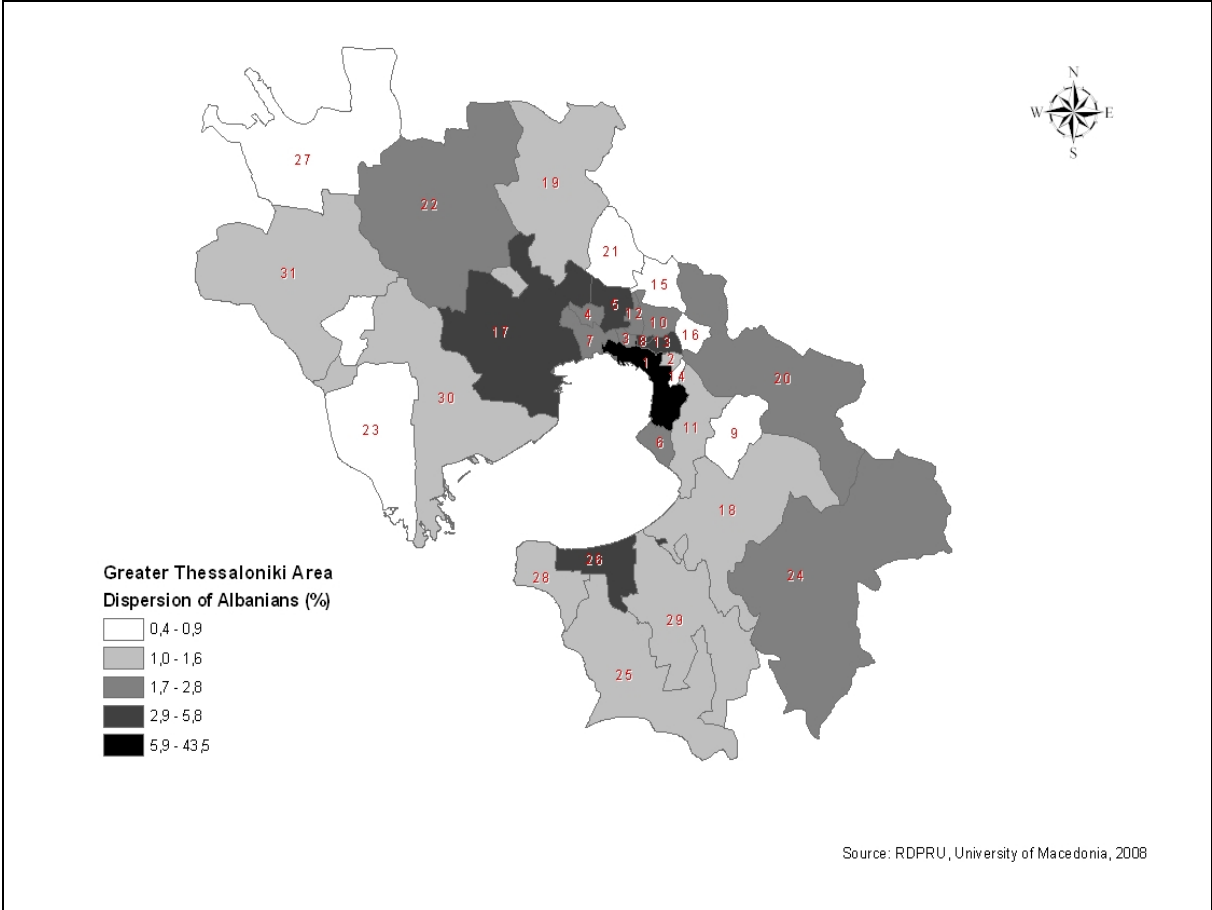 N
W E
S
27
19
22
21
31
15
5
4
12
10
17
3
8
13
16
7
1
2
14
20
30
11
23
9
6
18
26
28
24
29
25
Greater Thessaloniki Area
Dispersion of Albanians (%)
0,4 - 0,9
1,0 - 1,6
1,7 - 2,8
2,9 - 5,8
5,9 - 43,5
Source: RDPRU, University of Macedonia, 2008